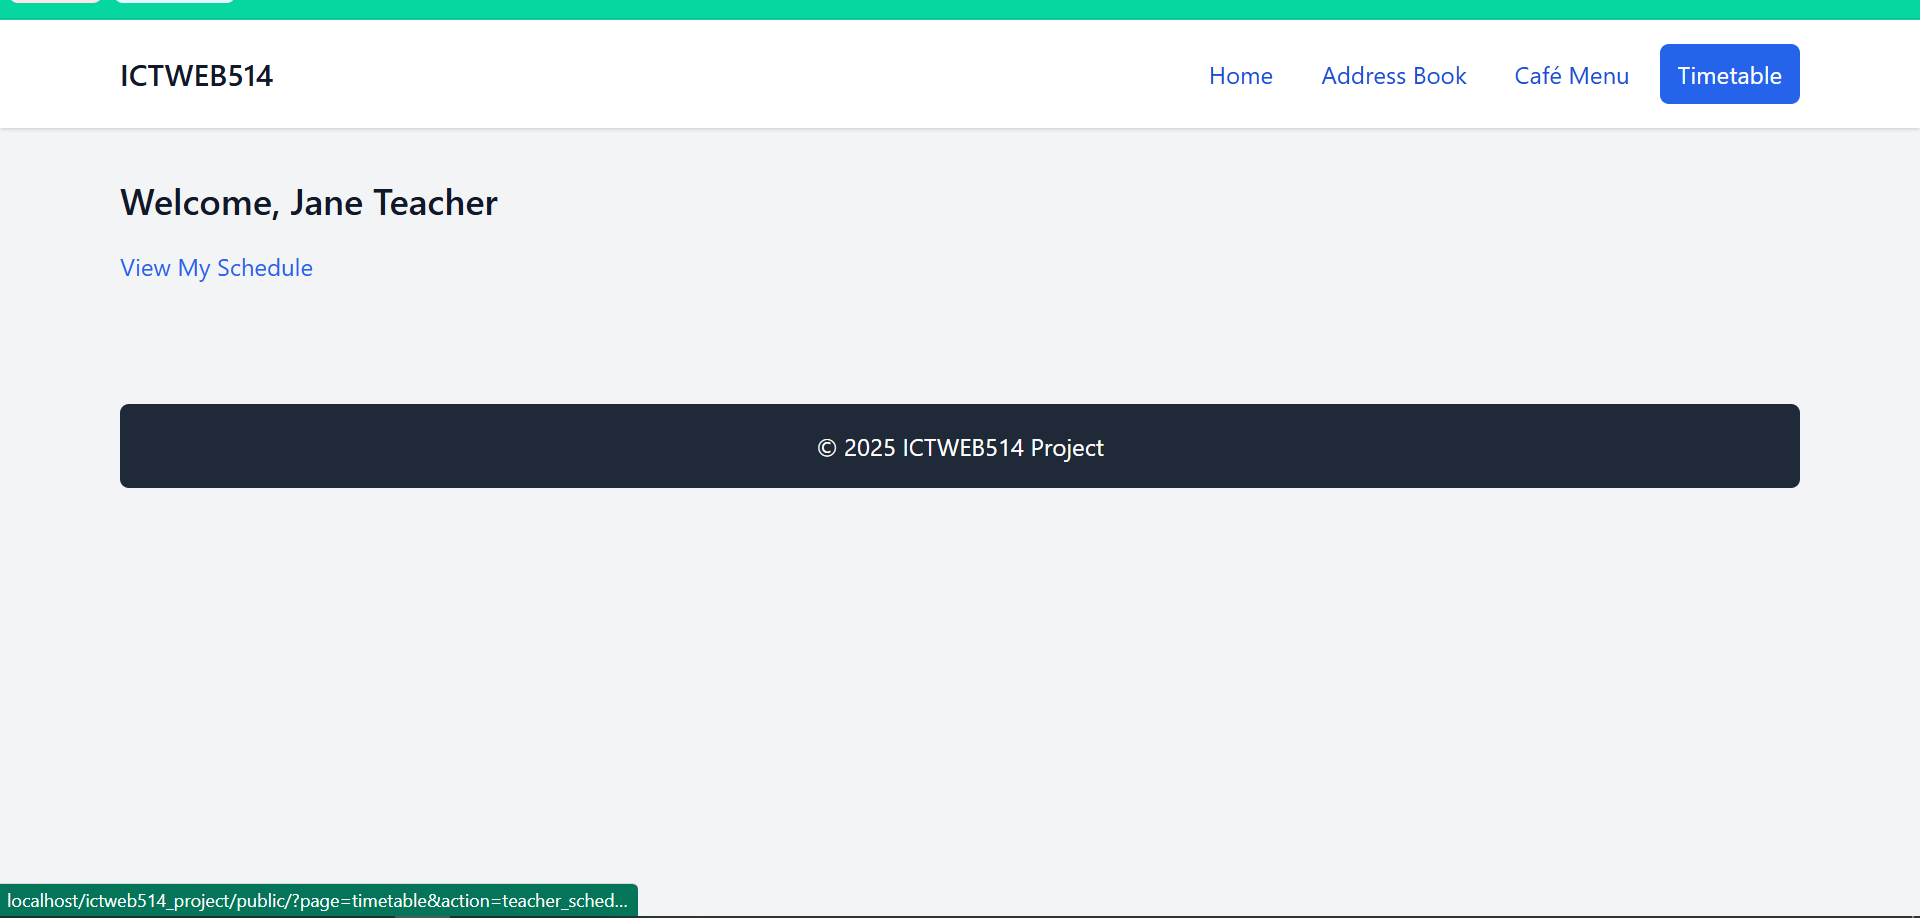 ICTWEB514
Home
Address Book
Café Menu
Timetable
Welcome, Jane Teacher
View My Schedule
© 2025 ICTWEB514 Project
localhost/ictweb514_project/public/?page=timetable&action=teacher_sched...